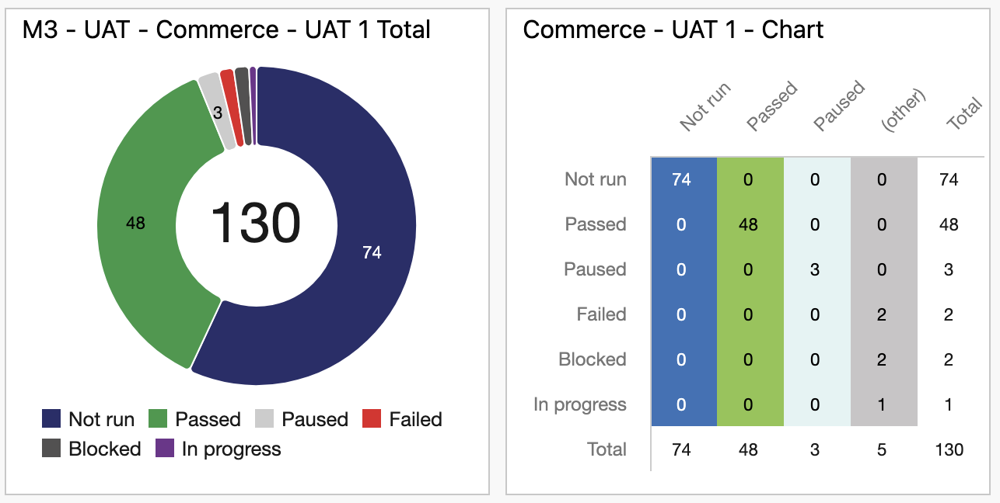 M3 - UAT - Commerce - UAT 1 Total
3
48
130
74
Not run Passed Paused Failed
Blocked In progress
Commerce - UAT 1 - Chart
Not run Passed Paused (other) Total
Not run 74 0 0 0 74
Passed 0 48 0 0 48
Paused 0 0 3 0 3
Failed 0 0 0 2 2
Blocked 0 0 0 2 2
In progress 0 0 0 1 1
Total 74 48 3 5 130